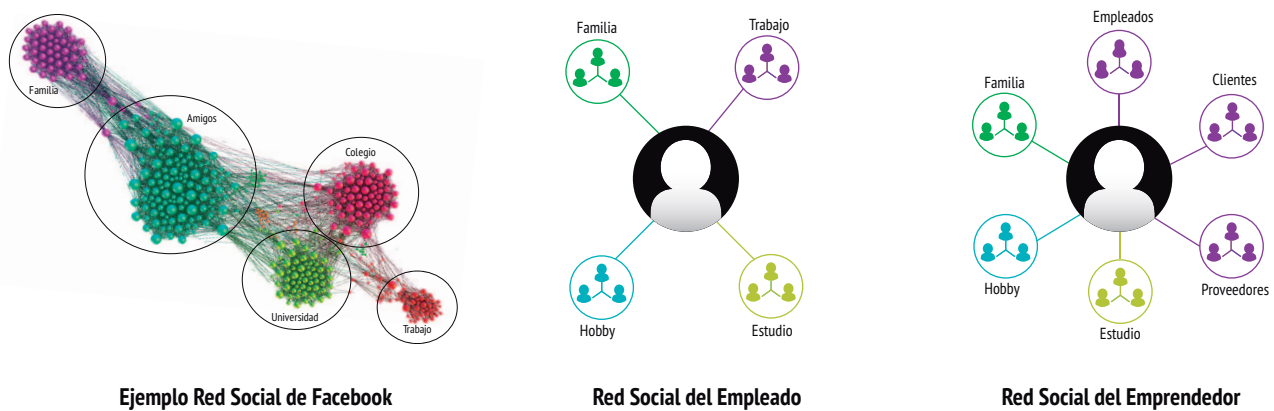 Familia
Amigos
Colegio
Universidad
Trabajo
Ejemplo Red Social de Facebook
Familia
Trabajo
Hobby
Estudio
Red Social del Empleado
Empleados
Familia
Clientes
Hobby
Proveedores
Estudio
Red Social del Emprendedor